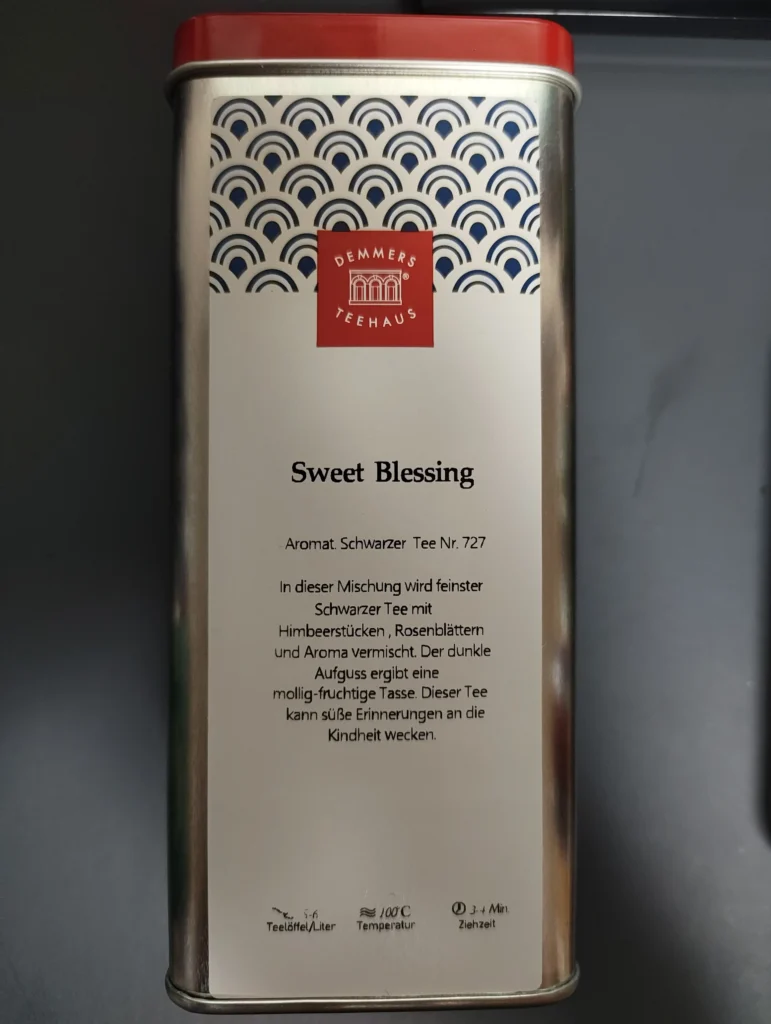 DEMMERS
®
TEEHAUS
Sweet Blessing
Aromat. Schwarzer Tee Nr. 727
In dieser Mischung wird feinster
Schwarzer Tee mit
Himbeerstücken , Rosenblättern
und Aroma vermischt. Der dunkle
Aufguss ergibt eine
mollig-fruchtige Tasse. Dieser Tee
kann süße Erinnerungen an die
Kindheit wecken.
100°C
Min.
Teelöffel/Liter Temperatur Ziehzeit